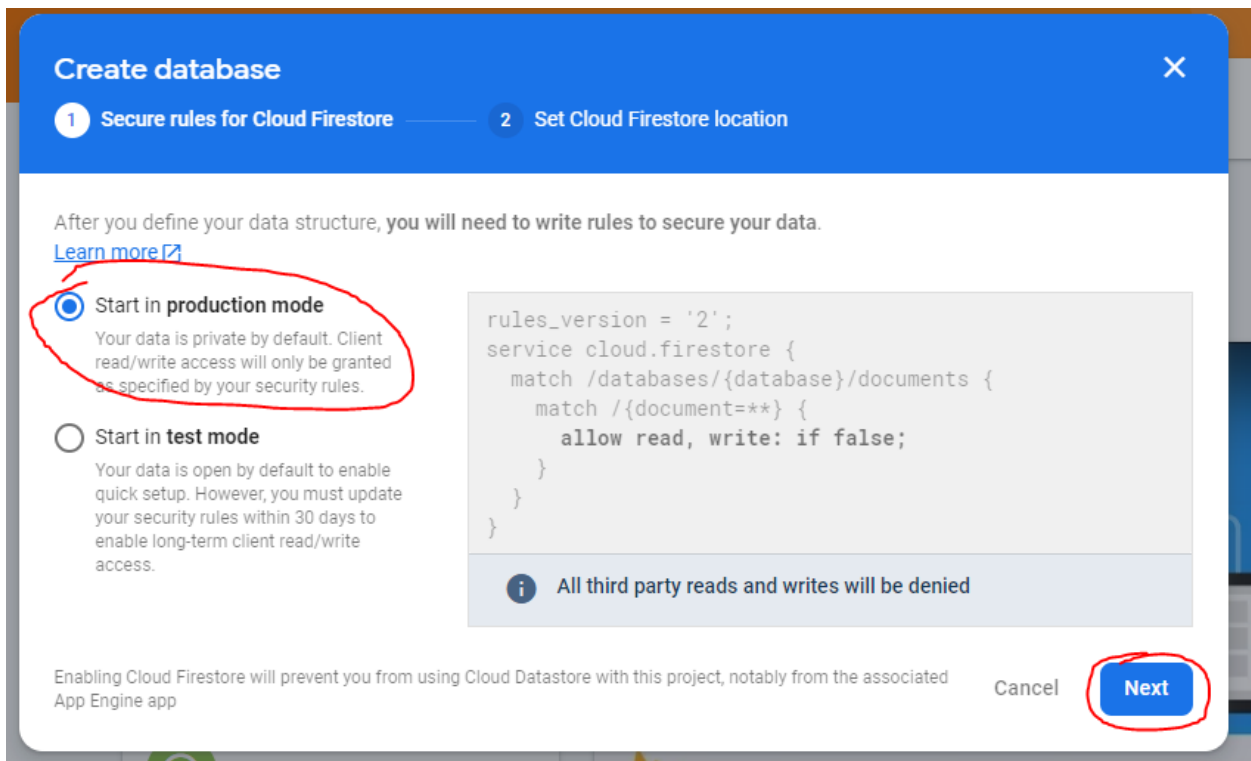 Create database
1 Secure rules for Cloud Firestore 2 Set Cloud Firestore location
After you define your data structure, you will need to write rules to secure your data.
Learn more
Start in production mode
Your data is private by default. Client
read/write access will only be granted
as specified by your security rules.
Start in test mode
Your data is open by default to enable
quick setup. However, you must update
your security rules within 30 days to
enable long-term client read/write
access.
rules_version = '2';
service cloud.firestore {
match /databases/{database}/documents {
match /{document=**} {
allow read, write: if false;
}
}
}
All third party reads and writes will be denied
Enabling Cloud Firestore will prevent you from using Cloud Datastore with this project, notably from the associated
App Engine app
Cancel
Next